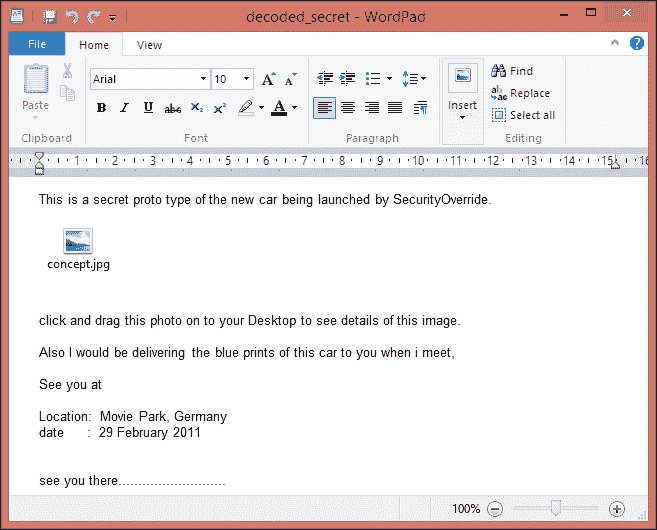 decoded_secret - WordPad
File Home View
Paste
Clipboard
Arial 10
B I U abc X₂ X²
Font
Paragraph
Insert
Find
Replace
Select all
Editing
1 2 3 4 5 6 7 8 9 10 11 12 13 14 15 16
This is a secret proto type of the new car being launched by SecurityOverride.
concept.jpg
click and drag this photo on to your Desktop to see details of this image.
Also I would be delivering the blue prints of this car to you when i meet,
See you at
Location: Movie Park, Germany
date : 29 February 2011
see you there...........................
100%